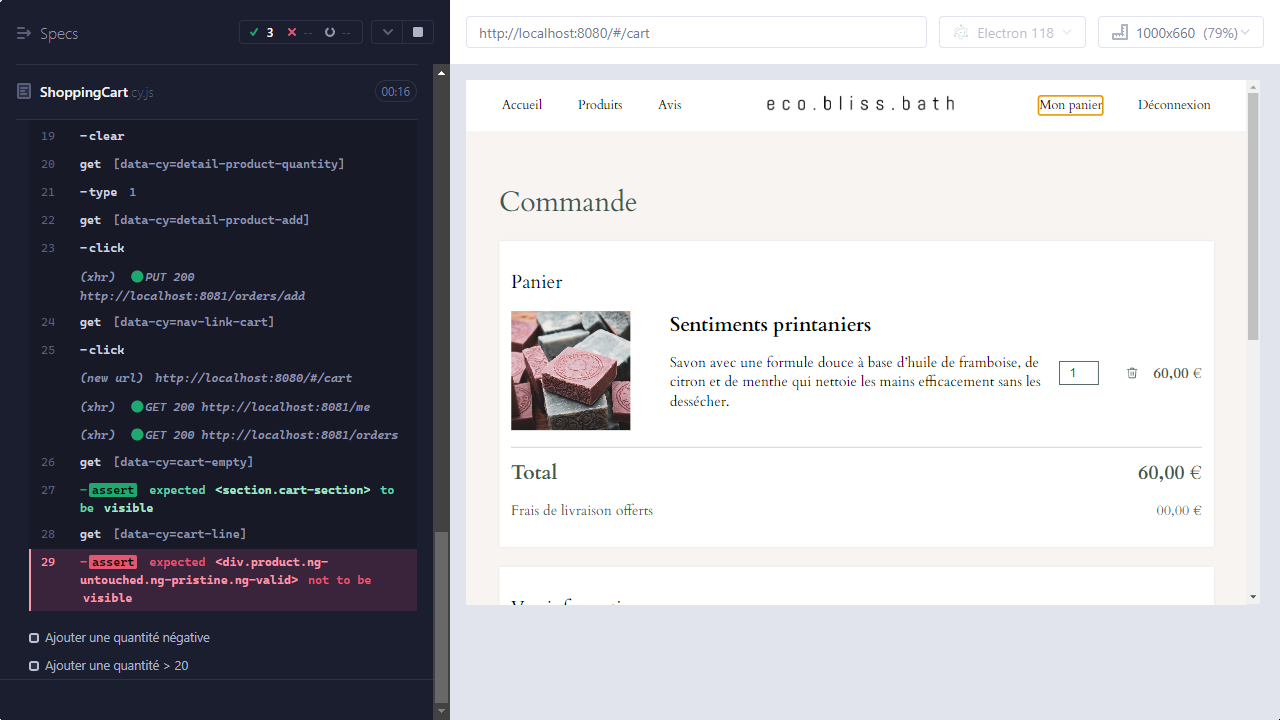 Specs
3
--
--
http://localhost:8080/#/cart
Electron 118
1000x660 (79%)
ShoppingCart.cy.js
00:16
19 -clear
20 get [data-cy=detail-product-quantity]
21 -type 1
22 get [data-cy=detail-product-add]
23 -click
(xhr) PUT 200
http://localhost:8081/orders/add
24 get [data-cy=nav-link-cart]
25 -click
(new url) http://localhost:8080/#/cart
(xhr) GET 200 http://localhost:8081/me
(xhr) GET 200 http://localhost:8081/orders
26 get [data-cy=cart-empty]
27 -assert expected <section.cart-section> to
be visible
28 get [data-cy=cart-line]
29 -assert expected <div.product.ng-
untouched.ng-pristine.ng-valid> not to be
visible
Ajouter une quantité négative
Ajouter une quantité > 20
Accueil
Produits
Avis
eco.bliss.bath
Mon panier
Déconnexion
Commande
Panier
Sentiments printaniers
Savon avec une formule douce à base d'huile de framboise, de
citron et de menthe qui nettoie les mains efficacement sans les
dessécher.
1
60,00 €
Total
60,00 €
Frais de livraison offerts
00,00 €